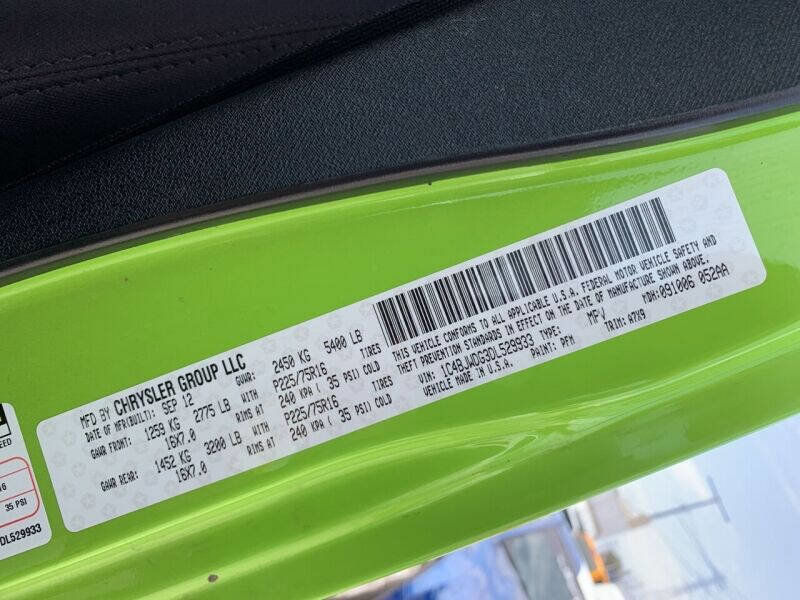 MFD BY CHRYSLER GROUP LLC
DATE OF MFR(BUILT): SEP 12 GVWR: 2450 KG 5400 LB
GAWR FRONT: 1259 KG 2775 LB WITH P225/75R16 TIRES
16X7.0 RIMS AT 240 KPA ( 35 PSI) COLD
GAWR REAR: 1452 KG 3200 LB WITH P225/75R16 TIRES
16X7.0 RIMS AT 240 KPA ( 35 PSI) COLD
THIS VEHICLE CONFORMS TO ALL APPLICABLE U.S.A. FEDERAL MOTOR VEHICLE SAFETY AND
THEFT PREVENTION STANDARDS IN EFFECT ON THE DATE OF MANUFACTURE SHOWN ABOVE.
VIN: 1C4BJWDG3DL529933 TYPE: MPV MDH:091006 052AA
MADE IN U.S.A. PAINT: PFM TRIM: A7X9
35 PSI
DL529933